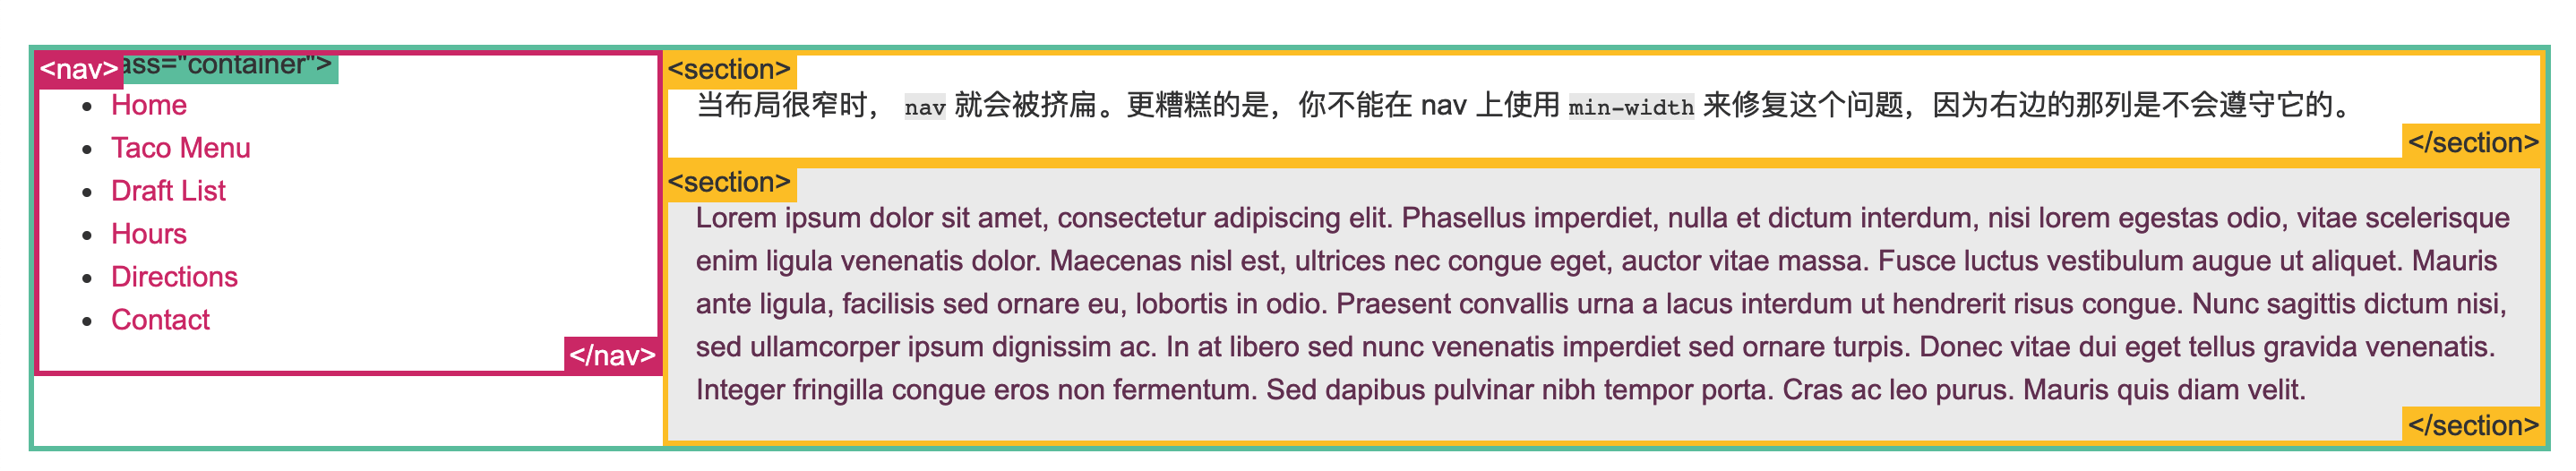 <nav>
ass="container">
Home
Taco Menu
Draft List
Hours
Directions
Contact
</nav>
<section>
当布局很窄时， nav 就会被挤扁。更糟糕的是，你不能在 nav 上使用 min-width 来修复这个问题，因为右边的那列是不会遵守它的。
</section>
<section>
Lorem ipsum dolor sit amet, consectetur adipiscing elit. Phasellus imperdiet, nulla et dictum interdum, nisi lorem egestas odio, vitae scelerisque
enim ligula venenatis dolor. Maecenas nisl est, ultrices nec congue eget, auctor vitae massa. Fusce luctus vestibulum augue ut aliquet. Mauris
ante ligula, facilisis sed ornare eu, lobortis in odio. Praesent convallis urna a lacus interdum ut hendrerit risus congue. Nunc sagittis dictum nisi,
sed ullamcorper ipsum dignissim ac. In at libero sed nunc venenatis imperdiet sed ornare turpis. Donec vitae dui eget tellus gravida venenatis.
Integer fringilla congue eros non fermentum. Sed dapibus pulvinar nibh tempor porta. Cras ac leo purus. Mauris quis diam velit.
</section>